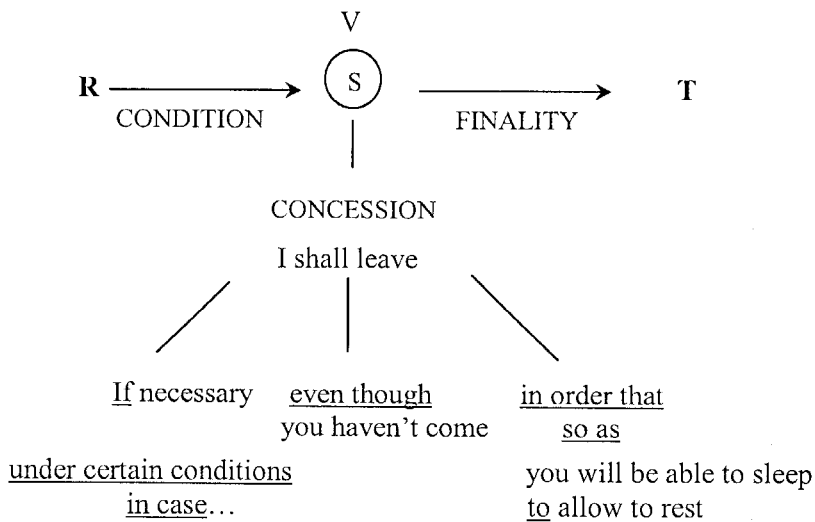 V
R S T
CONDITION FINALITY
CONCESSION
I shall leave
If necessary even though in order that
you haven't come so as
under certain conditions you will be able to sleep
in case... to allow to rest